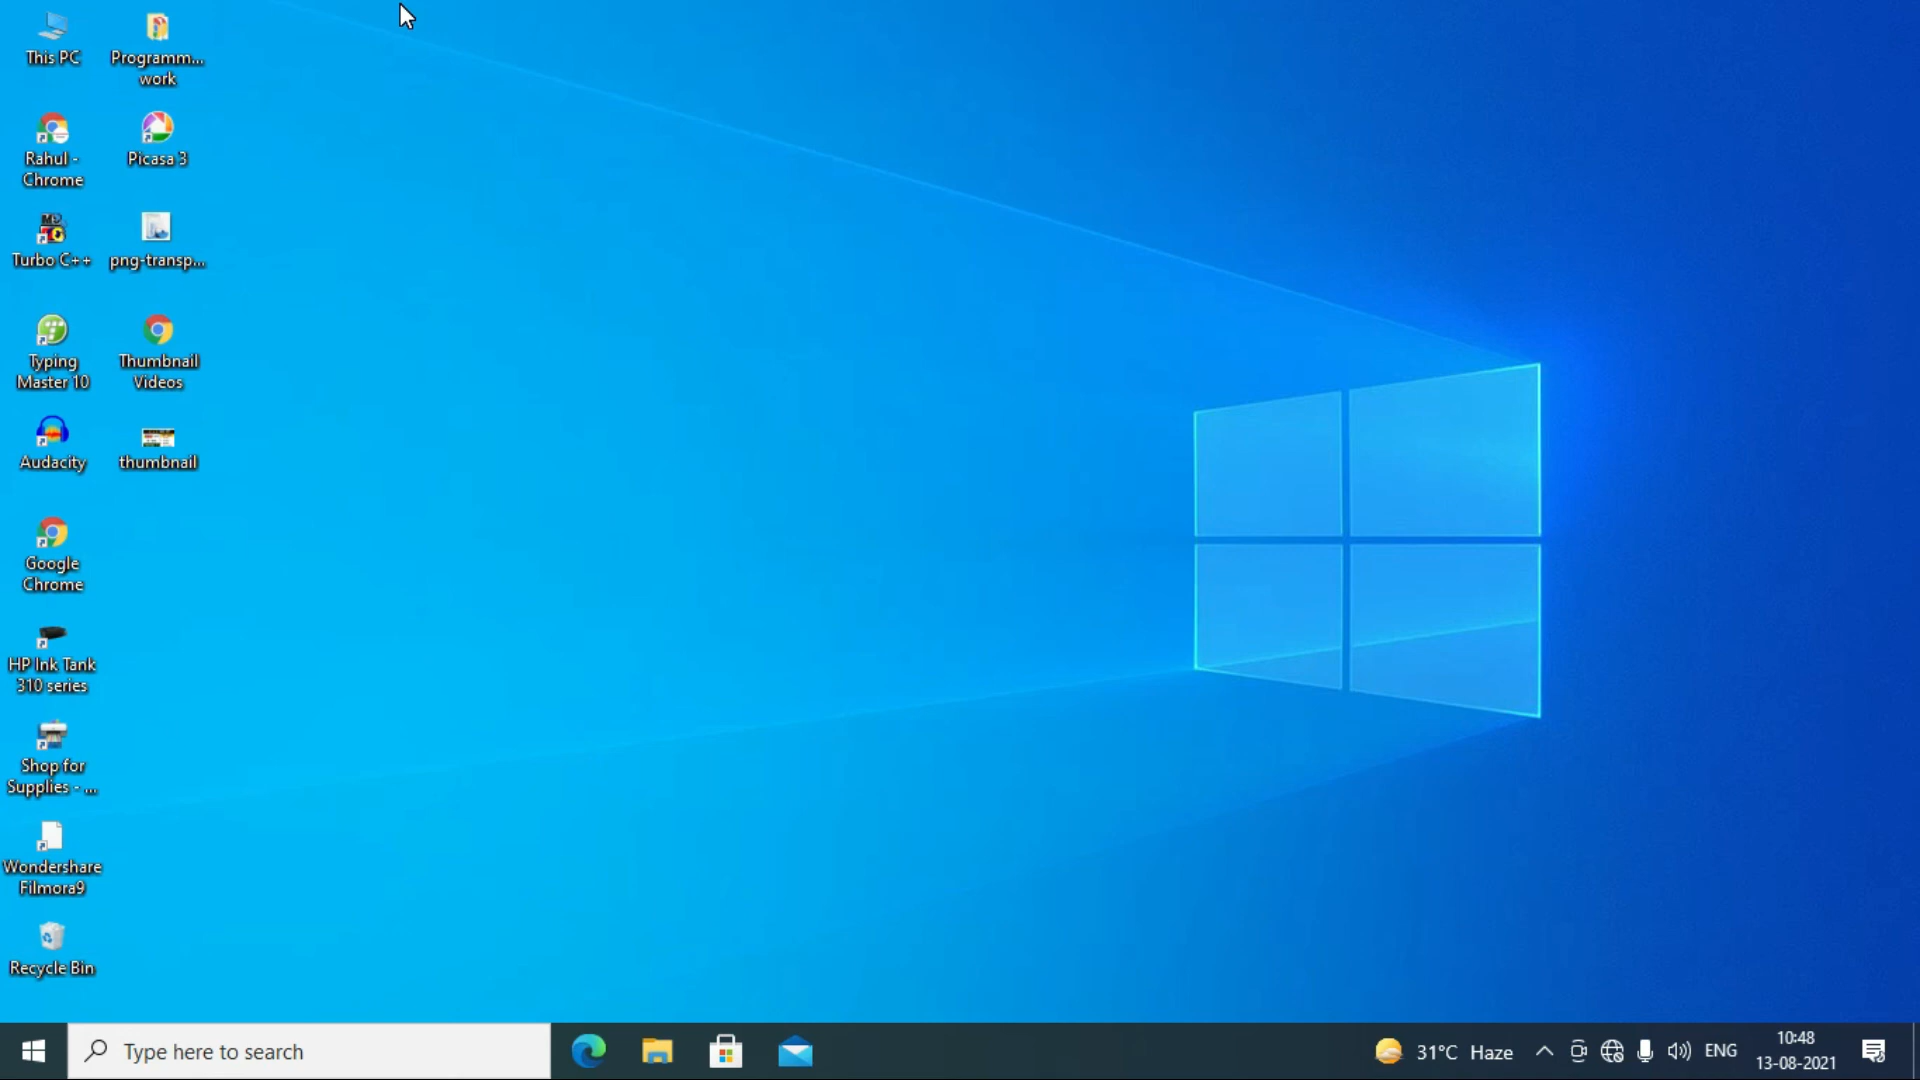 This PC
Programm...
work
Rahul -
Chrome
Picasa 3
Turbo C++
png-transp...
Typing
Master 10
Thumbnail
Videos
Audacity
thumbnail
Google
Chrome
HP Ink Tank
310 series
Shop for
Supplies - ...
Wondershare
Filmora9
Recycle Bin
Type here to search
31°C Haze
ENG
10:48
13-08-2021